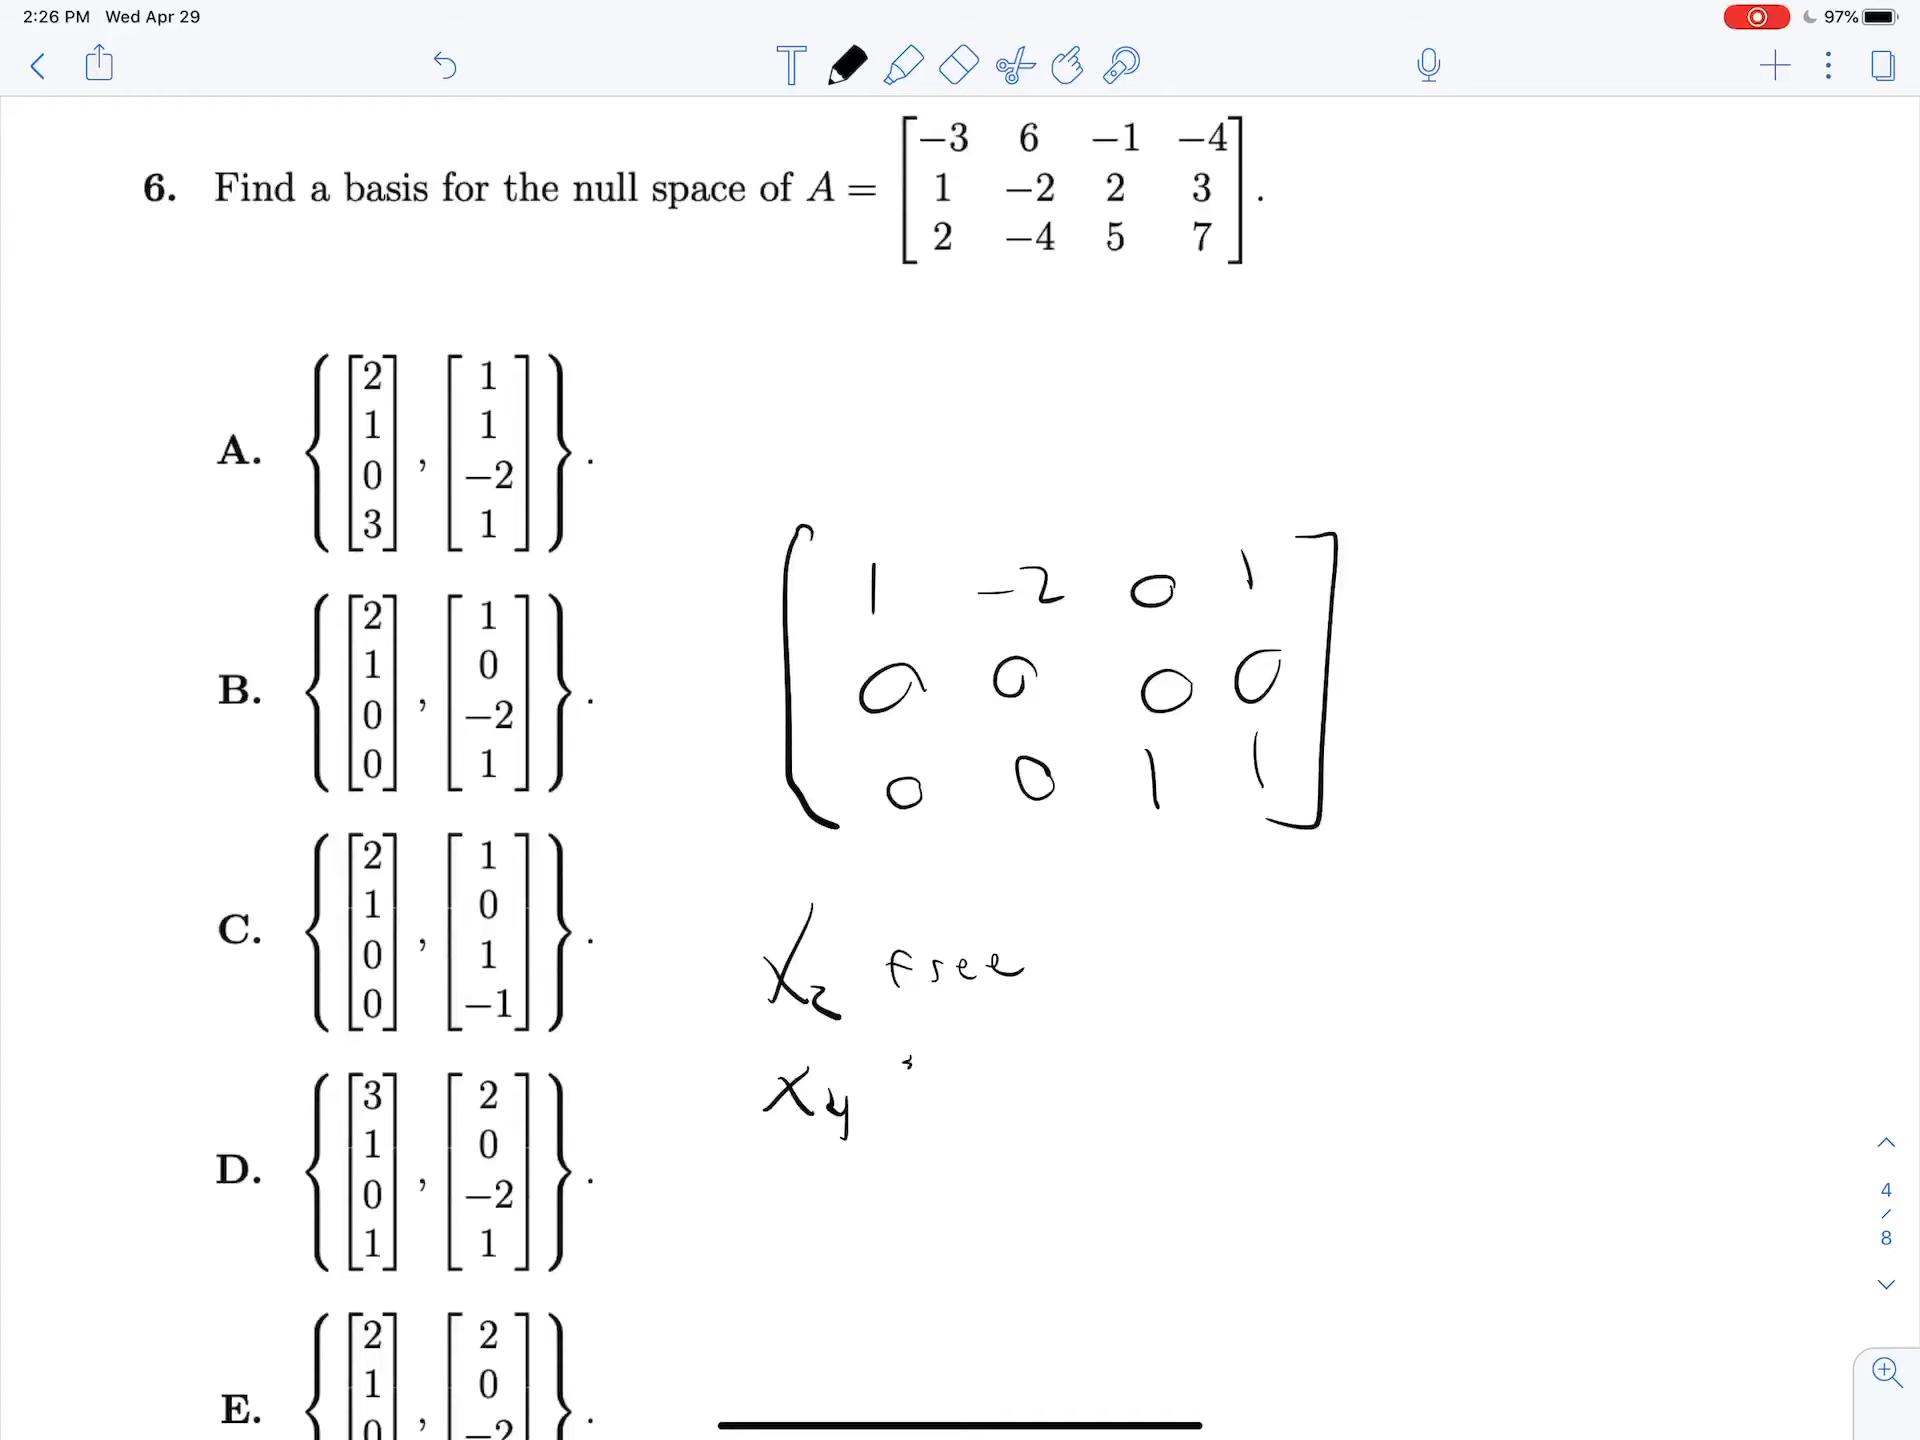 2:26 PM Wed Apr 29
97%
6. Find a basis for the null space of A =
[−3 6 −1 −4]
[1 −2 2 3]
[2 −4 5 7] .
A. { [2 1 0 3] , [1 1 −2 1] } .
B. { [2 1 0 0] , [1 0 −2 1] } .
C. { [2 1 0 0] , [1 0 1 −1] } .
D. { [3 1 0 1] , [2 0 −2 1] } .
E. { [2 1 0 , [2 0 −2 } .
1 -2 0 1
0 0 0 0
0 0 1 1
x2 free
x4 "
4
/
8